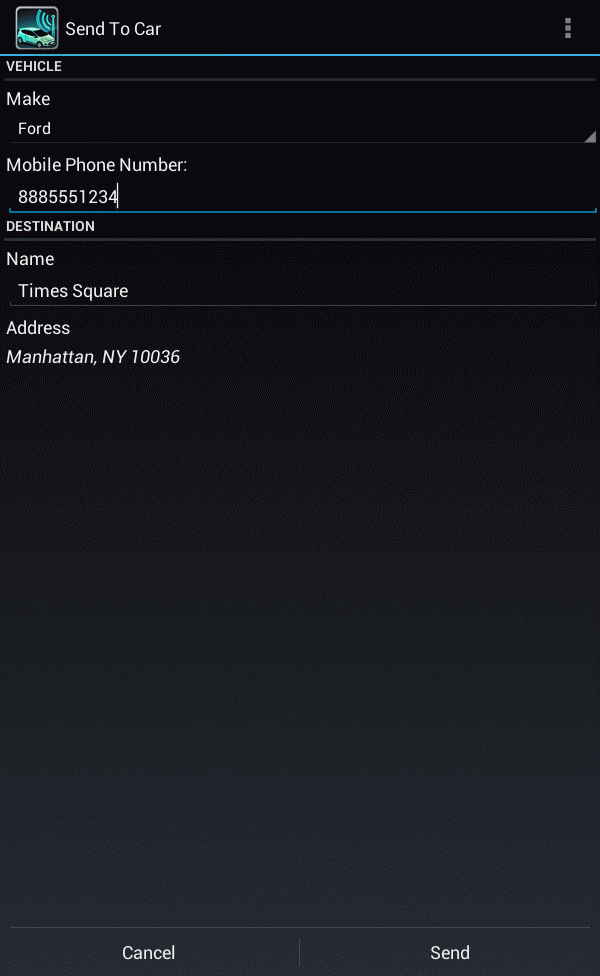 Send To Car
VEHICLE
Make
Ford
Mobile Phone Number:
8885551234
DESTINATION
Name
Times Square
Address
Manhattan, NY 10036
Cancel Send